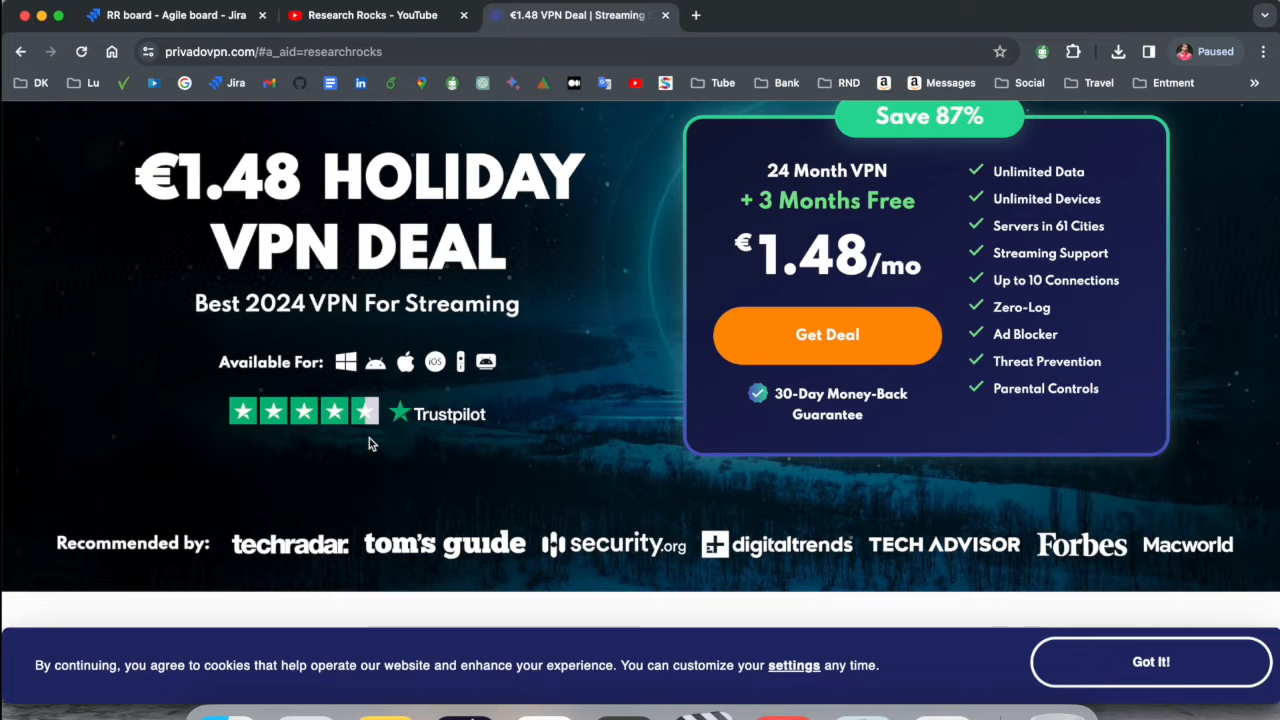 RR board - Agile board - Jira
Research Rocks - YouTube
€1.48 VPN Deal | Streaming
privadovpn.com/#a_aid=researchrocks
Paused
DK
Lu
Jira
Tube
Bank
RND
Messages
Social
Travel
Entment
€1.48 HOLIDAY
VPN DEAL
Best 2024 VPN For Streaming
Available For:
iOS
Trustpilot
Save 87%
24 Month VPN
+ 3 Months Free
€1.48/mo
Get Deal
30-Day Money-Back
Guarantee
Unlimited Data
Unlimited Devices
Servers in 61 Cities
Streaming Support
Up to 10 Connections
Zero-Log
Ad Blocker
Threat Prevention
Parental Controls
Recommended by: techradar. tom's guide security.org digitaltrends TECH ADVISOR Forbes Macworld
By continuing, you agree to cookies that help operate our website and enhance your experience. You can customize your settings any time.
Got It!